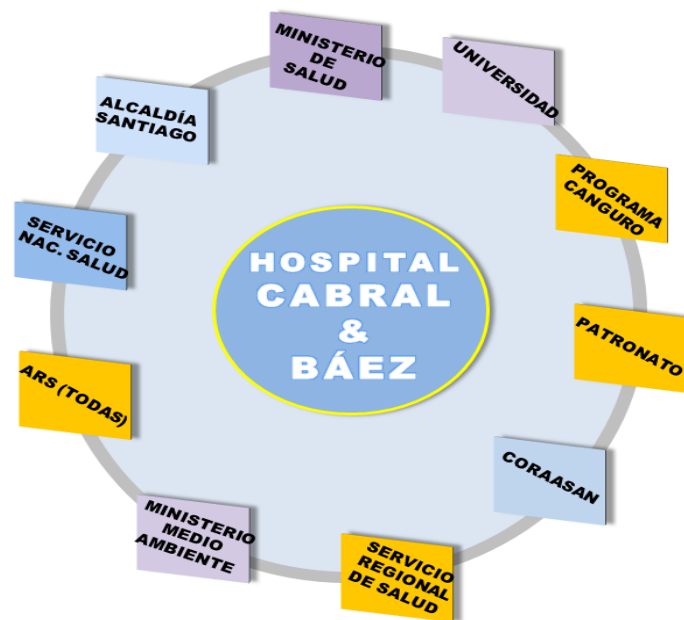 MINISTERIO
DE
SALUD
UNIVERSIDAD
ALCALDÍA
SANTIAGO
PROGRAMA
CANGURO
SERVICIO
NAC. SALUD
HOSPITAL
CABRAL
&
BÁEZ
PATRONATO
ARS (TODAS)
CORAASAN
MINISTERIO
MEDIO
AMBIENTE
SERVICIO
REGIONAL
DE SALUD